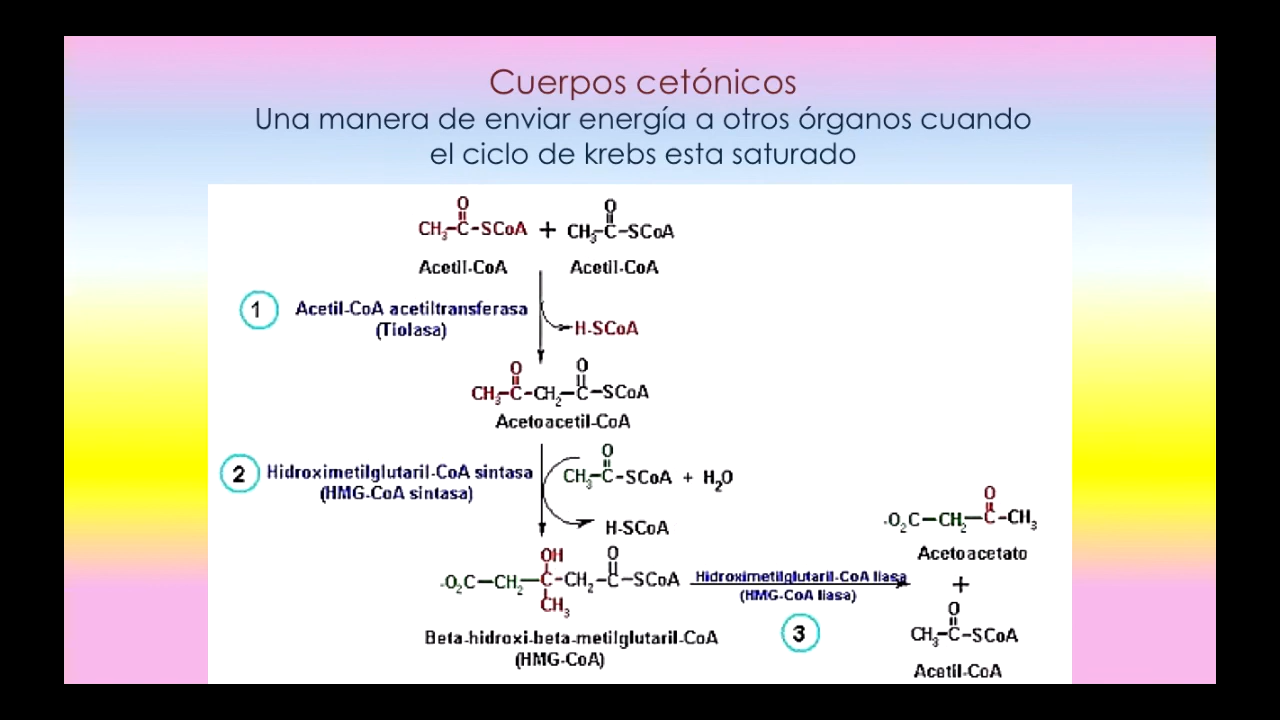 Cuerpos cetónicos
Una manera de enviar energía a otros órganos cuando
el ciclo de krebs esta saturado
O
CH3–C–SCoA + CH3–C–SCoA
O
Acetil-CoA Acetil-CoA
1
Acetil-CoA acetiltransferasa
(Tiolasa)
H-SCoA
O O
CH3–C-CH2–C–SCoA
Acetoacetil-CoA
2
Hidroximetilglutaril-CoA sintasa
(HMG-CoA sintasa)
O
CH3–C-SCoA + H2O
H-SCoA
OH O
-O2C–CH2–C-CH2-C–SCoA
CH3
Beta-hidroxi-beta-metilglutaril-CoA
(HMG-CoA)
Hidroximetilglutaril-CoA liasa
(HMG-CoA liasa)
3
O
-O2C–CH2–C-CH3
Acetoacetato
+
O
CH3–C–SCoA
Acetil-CoA